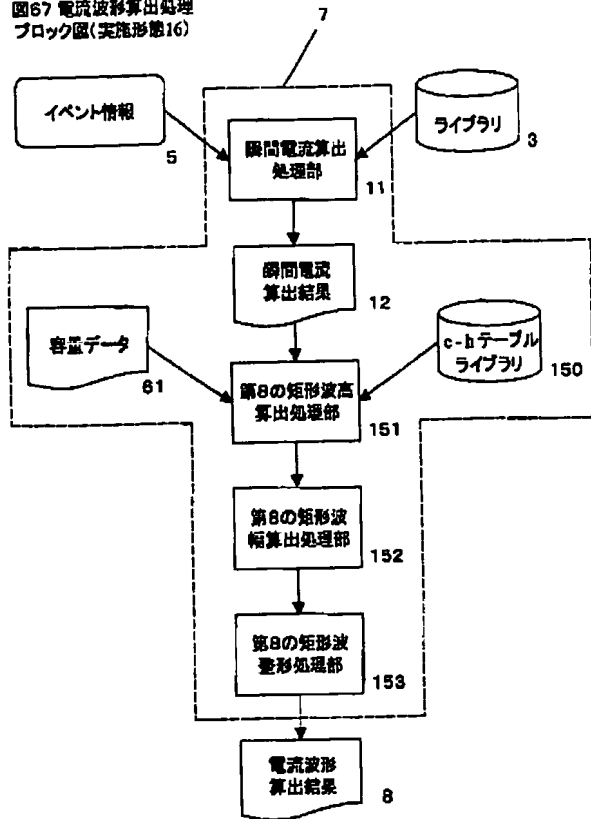 図67 電流波形算出処理
ブロック図(実施形態16)
7
イベント情報
5
ライブラリ
3
瞬間電流算出
処理部
11
瞬間電流
算出結果
12
容量データ
61
c-hテーブル
ライブラリ
150
第8の矩形波高
算出処理部
151
第8の矩形波
幅算出処理部
152
第8の矩形波
整形処理部
153
電流波形
算出結果
8